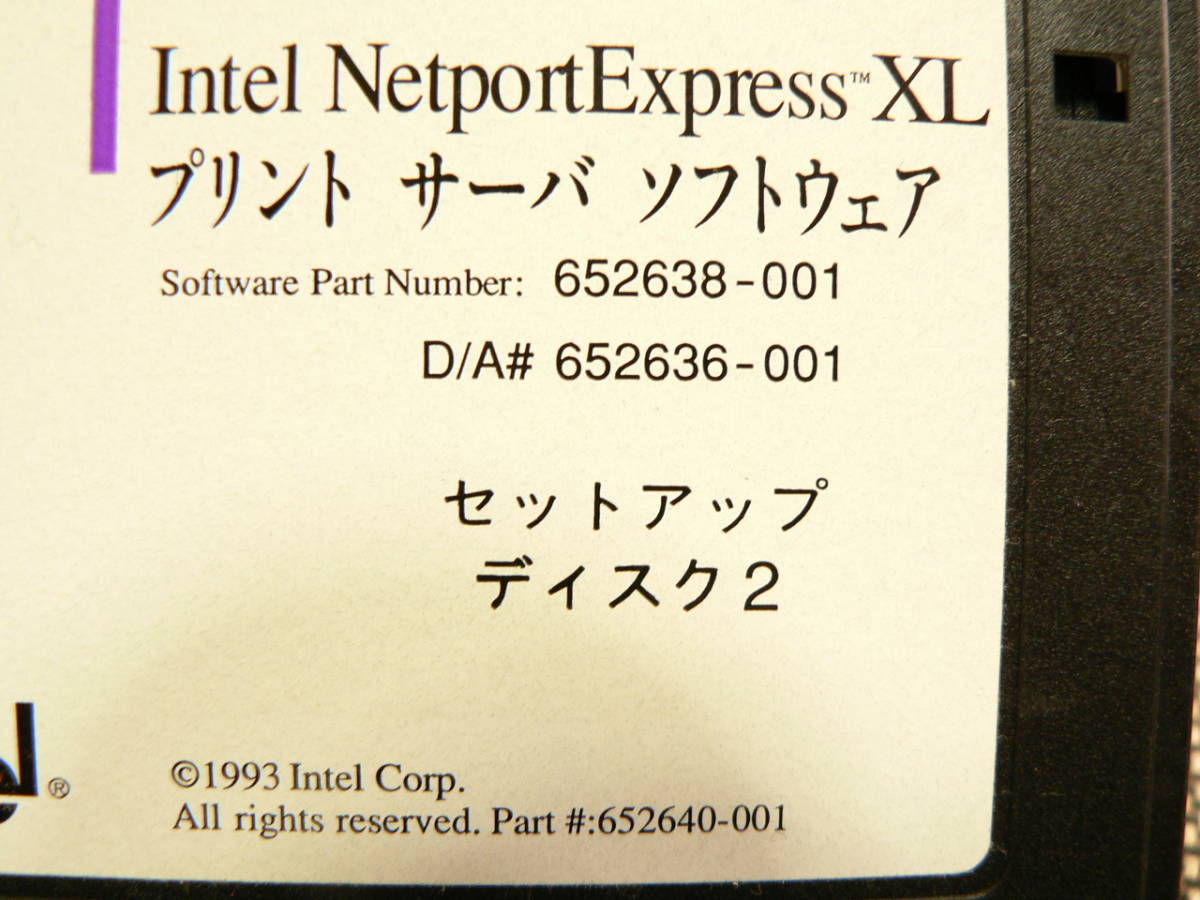 Intel NetportExpress™ XL
プリント サーバ ソフトウェア
Software Part Number: 652638-001
D/A# 652636-001
セットアップ
ディスク2
®
©1993 Intel Corp.
All rights reserved. Part #:652640-001